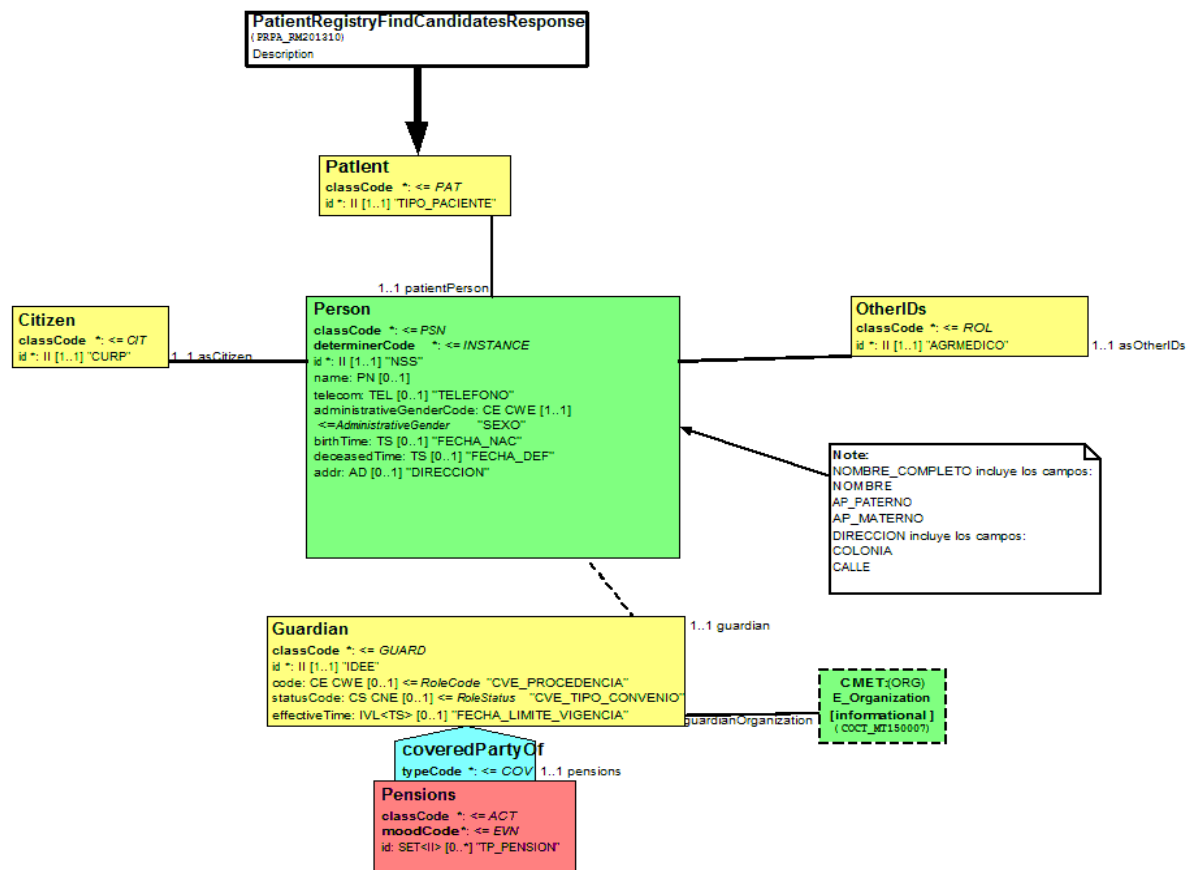 PatientRegistryFindCandidatesResponse
(PRPA_RM201310)
Description
Patient
classCode *: <= PAT
id *: II [1..1] "TIPO_PACIENTE"
1..1 patientPerson
Citizen
classCode *: <= CIT
id *: II [1..1] "CURP"
1..1 asCitizen
Person
classCode *: <= PSN
determinerCode *: <= INSTANCE
id *: II [1..1] "NSS"
name: PN [0..1]
telecom: TEL [0..1] "TELEFONO"
administrativeGenderCode: CE CWE [1..1]
<=AdministrativeGender "SEXO"
birthTime: TS [0..1] "FECHA_NAC"
deceasedTime: TS [0..1] "FECHA_DEF"
addr: AD [0..1] "DIRECCION"
OtherIDs
classCode *: <= ROL
id *: II [1..1] "AGRMEDICO"
1..1 asOtherIDs
Note:
NOMBRE_COMPLETO incluye los campos:
NOMBRE
AP_PATERNO
AP_MATERNO
DIRECCION incluye los campos:
COLONIA
CALLE
1..1 guardian
Guardian
classCode *: <= GUARD
id *: II [1..1] "IDEE"
code: CE CWE [0..1] <= RoleCode "CVE_PROCEDENCIA"
statusCode: CS CNE [0..1] <= RoleStatus "CVE_TIPO_CONVENIO"
effectiveTime: IVL<TS> [0..1] "FECHA_LIMITE_VIGENCIA"
guardianOrganization
CMET:(ORG)
E_Organization
[informational]
(COCT_MT150007)
coveredPartyOf
typeCode *: <= COV
1..1 pensions
Pensions
classCode *: <= ACT
moodCode*: <= EVN
id: SET<II> [0..*] "TP_PENSION"